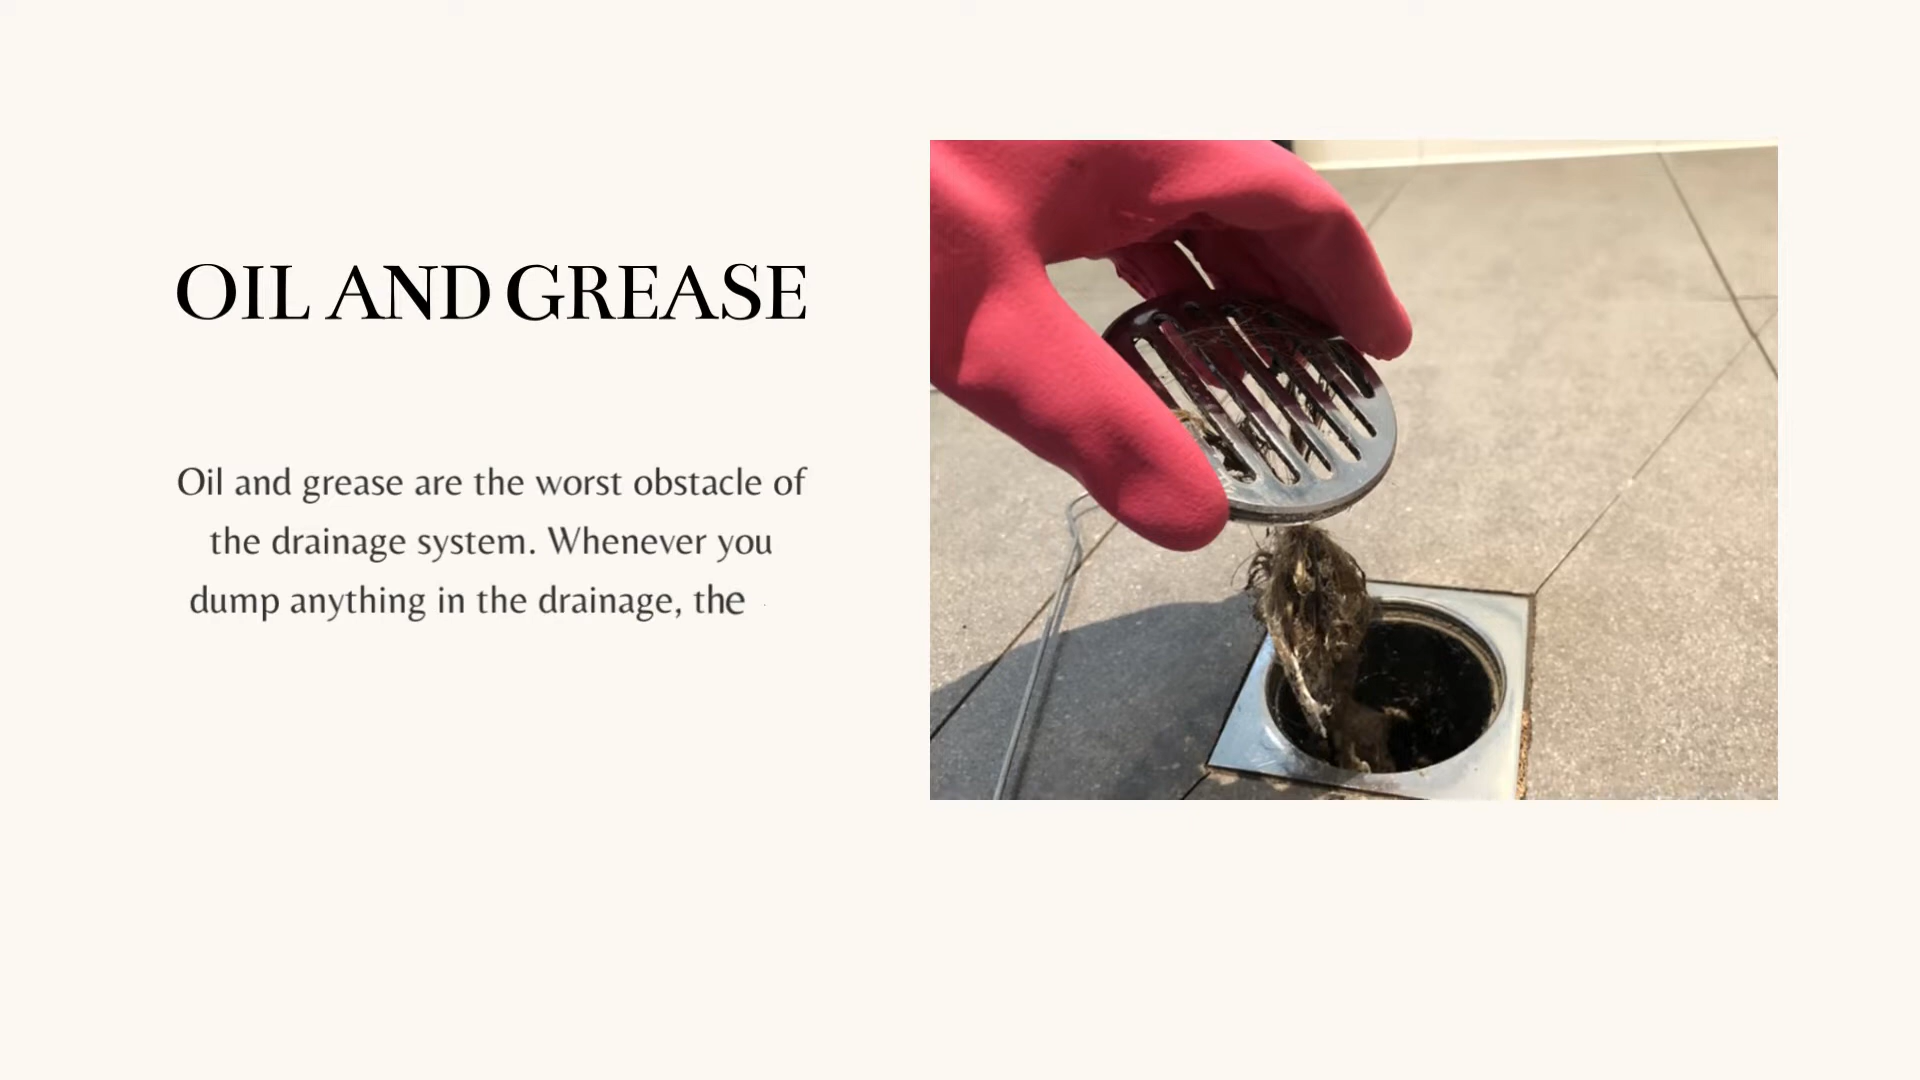 OIL AND GREASE
Oil and grease are the worst obstacle of
the drainage system. Whenever you
dump anything in the drainage, the